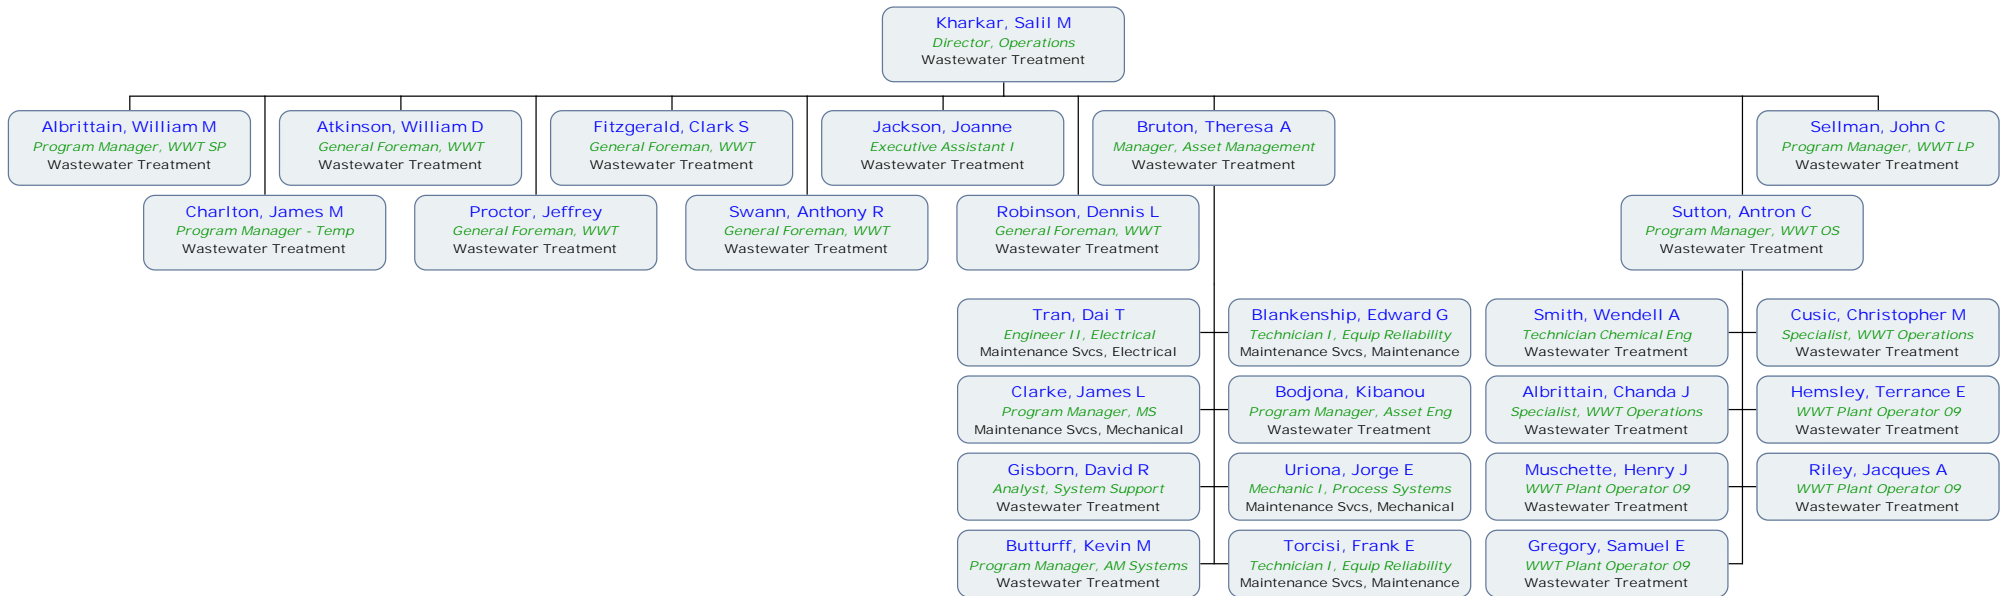 Kharkar, Salil M
Director, Operations
Wastewater Treatment
Albrittain, William M
Program Manager, WWT SP
Wastewater Treatment
Atkinson, William D
General Foreman, WWT
Wastewater Treatment
Fitzgerald, Clark S
General Foreman, WWT
Wastewater Treatment
Jackson, Joanne
Executive Assistant I
Wastewater Treatment
Bruton, Theresa A
Manager, Asset Management
Wastewater Treatment
Sellman, John C
Program Manager, WWT LP
Wastewater Treatment
Charlton, James M
Program Manager - Temp
Wastewater Treatment
Proctor, Jeffrey
General Foreman, WWT
Wastewater Treatment
Swann, Anthony R
General Foreman, WWT
Wastewater Treatment
Robinson, Dennis L
General Foreman, WWT
Wastewater Treatment
Sutton, Antron C
Program Manager, WWT OS
Wastewater Treatment
Tran, Dai T
Engineer II, Electrical
Maintenance Svcs, Electrical
Blankenship, Edward G
Technician I, Equip Reliability
Maintenance Svcs, Maintenance
Smith, Wendell A
Technician Chemical Eng
Wastewater Treatment
Cusic, Christopher M
Specialist, WWT Operations
Wastewater Treatment
Clarke, James L
Program Manager, MS
Maintenance Svcs, Mechanical
Bodjona, Kibanou
Program Manager, Asset Eng
Wastewater Treatment
Albrittain, Chanda J
Specialist, WWT Operations
Wastewater Treatment
Hemsley, Terrance E
WWT Plant Operator 09
Wastewater Treatment
Gisborn, David R
Analyst, System Support
Wastewater Treatment
Uriona, Jorge E
Mechanic I, Process Systems
Maintenance Svcs, Mechanical
Muschette, Henry J
WWT Plant Operator 09
Wastewater Treatment
Riley, Jacques A
WWT Plant Operator 09
Wastewater Treatment
Butturff, Kevin M
Program Manager, AM Systems
Wastewater Treatment
Torcisi, Frank E
Technician I, Equip Reliability
Maintenance Svcs, Maintenance
Gregory, Samuel E
WWT Plant Operator 09
Wastewater Treatment